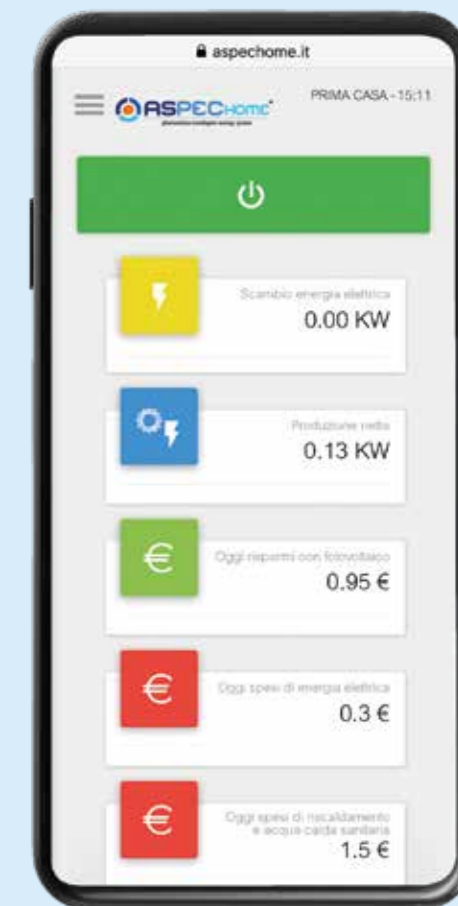 aspechome.it
ASPECHOME
PRIMA CASA - 15:11
Scambio energia elettrica
0.00 KW
Produzione netta
0.13 KW
€
Oggi risparmi con fotovoltaico
0.95 €
€
Oggi spesi di energia elettrica
0.3 €
€
Oggi spesi di riscaldamento
e acqua calda sanitaria
1.5 €